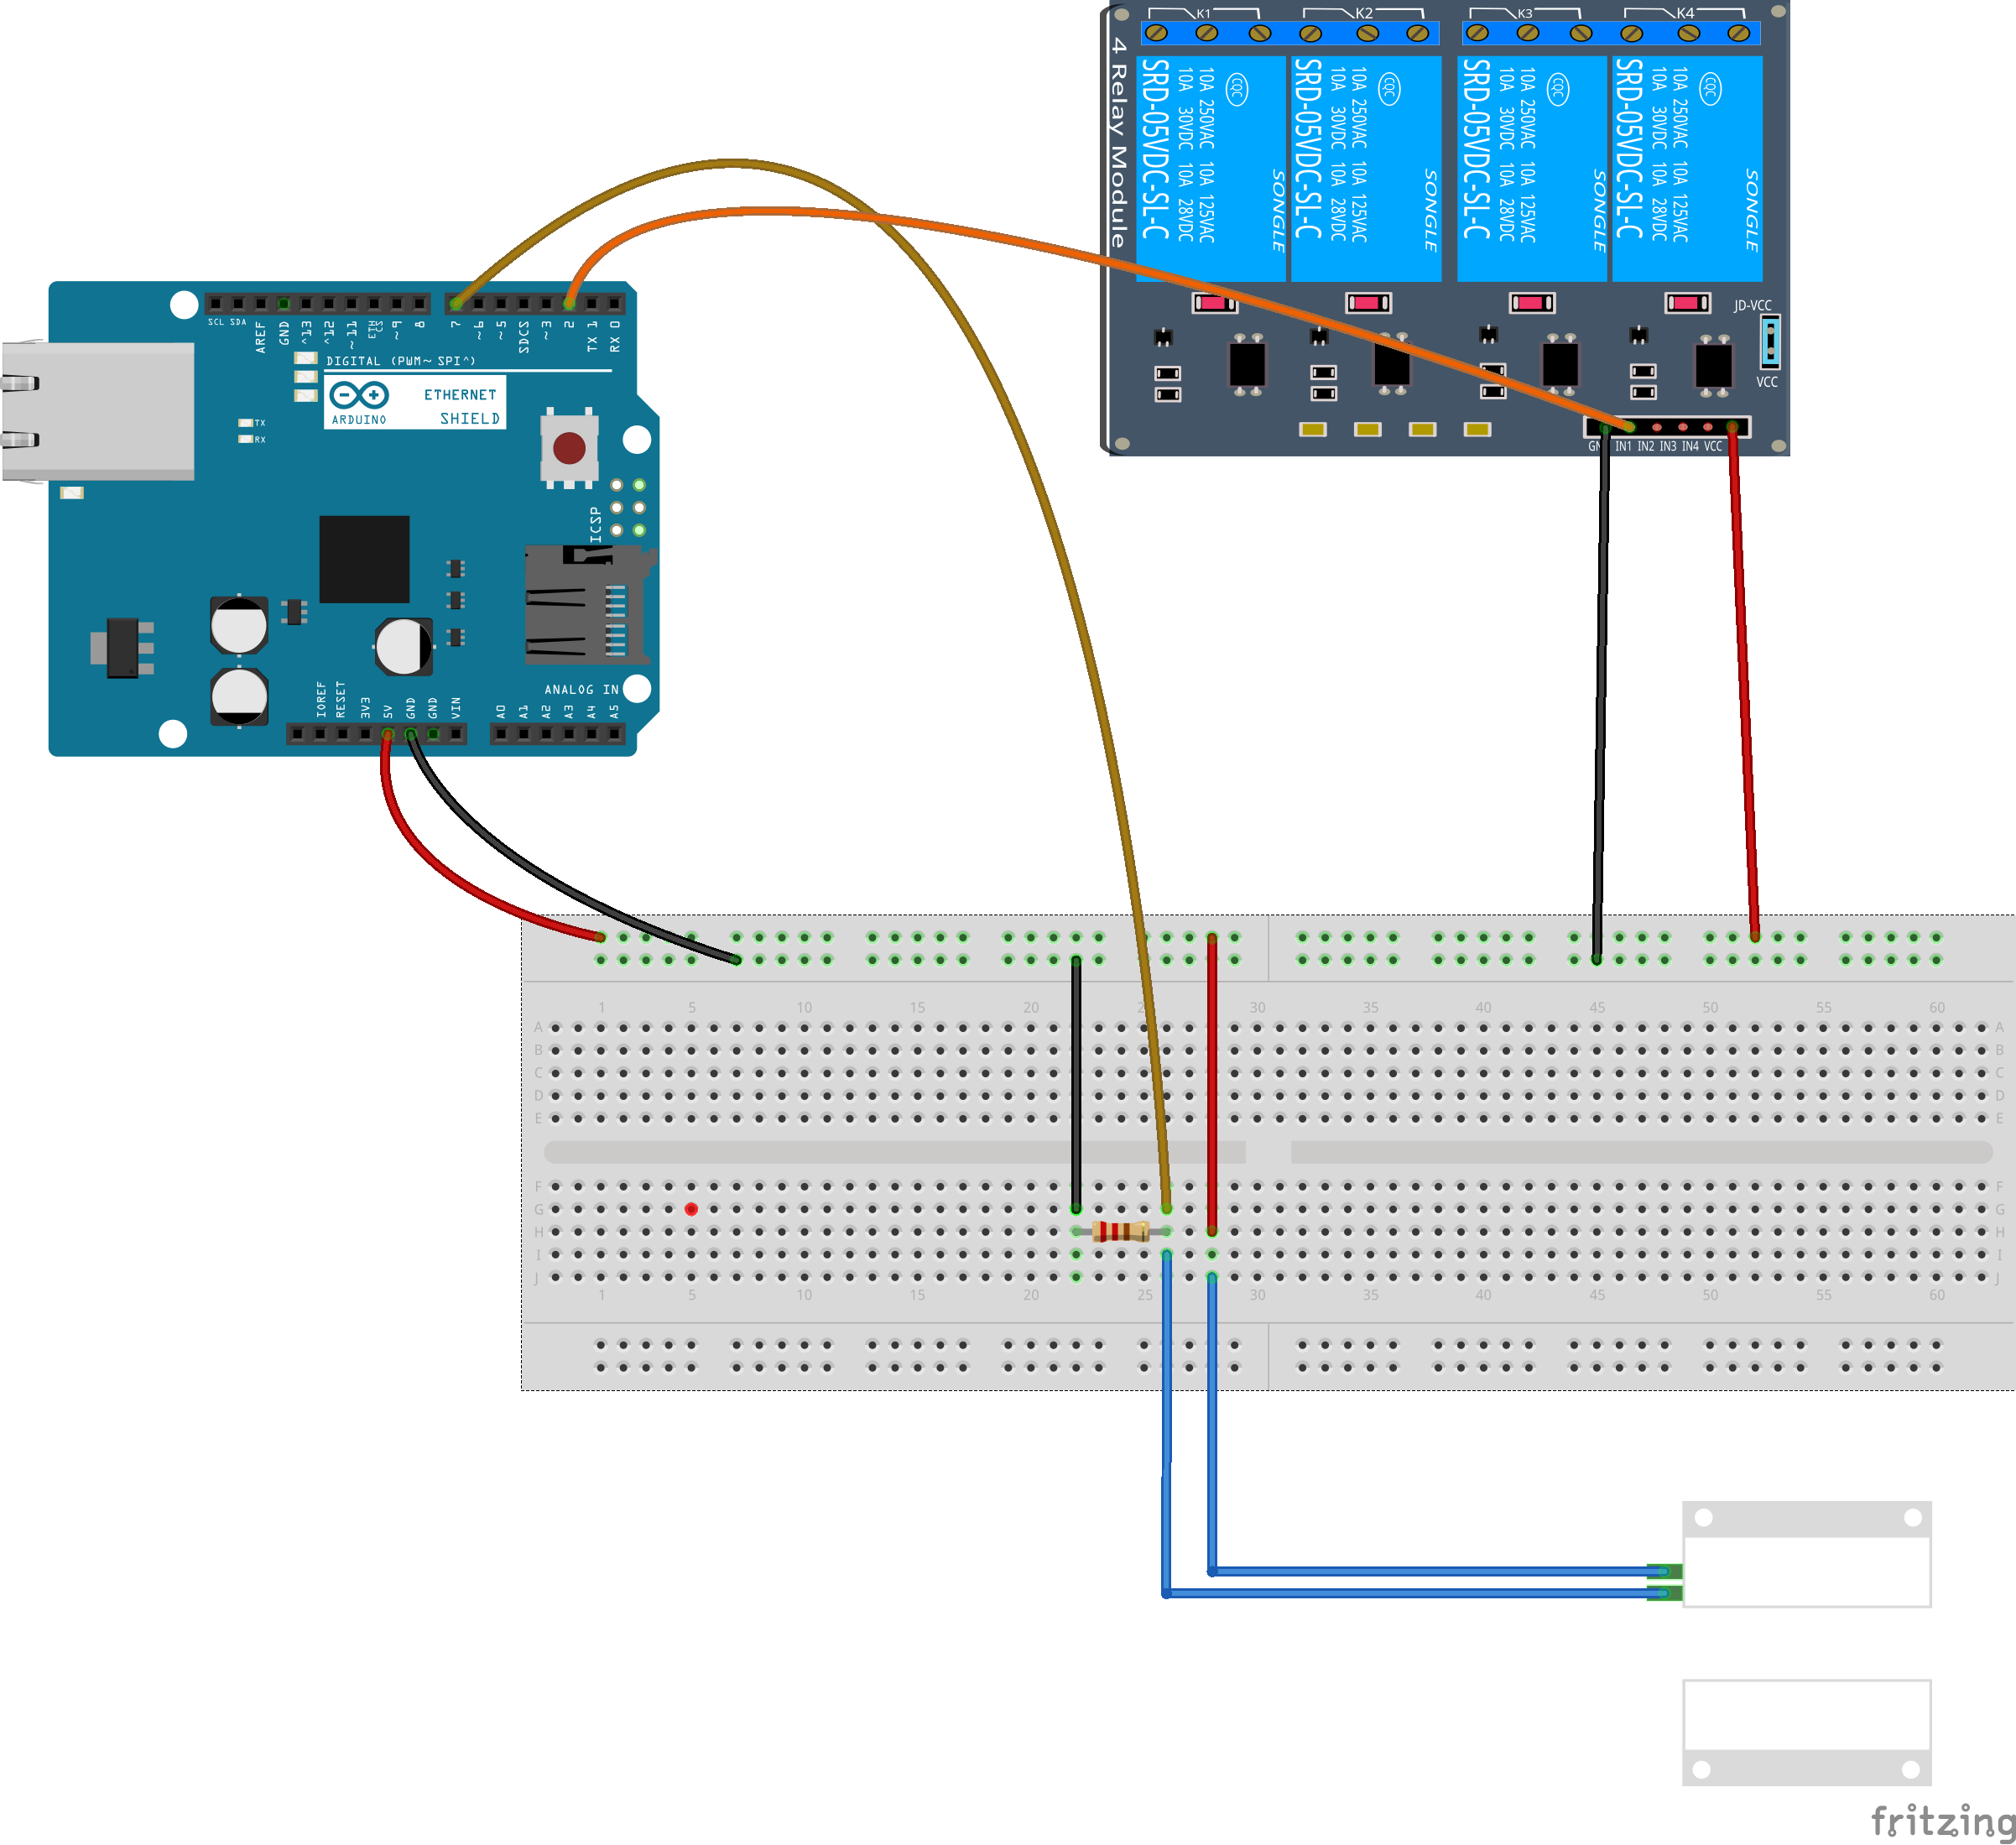 K1 K2 K3 K4
4 Relay Module
SRD-05VDC-SL-C
10A 250VAC 10A 125VAC
10A 30VDC 10A 28VDC
CQC
SONGLE
SRD-05VDC-SL-C
10A 250VAC 10A 125VAC
10A 30VDC 10A 28VDC
CQC
SONGLE
SRD-05VDC-SL-C
10A 250VAC 10A 125VAC
10A 30VDC 10A 28VDC
CQC
SONGLE
SRD-05VDC-SL-C
10A 250VAC 10A 125VAC
10A 30VDC 10A 28VDC
CQC
SONGLE
JD-VCC
VCC
IN1 IN2 IN3 IN4 VCC
SCL SDA AREF GND ^13 ^12 ~11 ETH CS ~9 8 7 ~6 ~5 SDCS ~3 2 TX 1 RX 0
DIGITAL (PWM~ SPI^)
ARDUINO
ETHERNET
SHIELD
TX
RX
ICSP
ANALOG IN
IOREF RESET 3V3 5V GND GND VIN A0 A1 A2 A3 A4 A5
1 5 10 15 20 30 35 40 45 50 55 60
A A
B B
C C
D D
E E
F F
G G
H H
I I
J J
1 5 10 15 20 25 30 35 40 45 50 55 60
fritzing